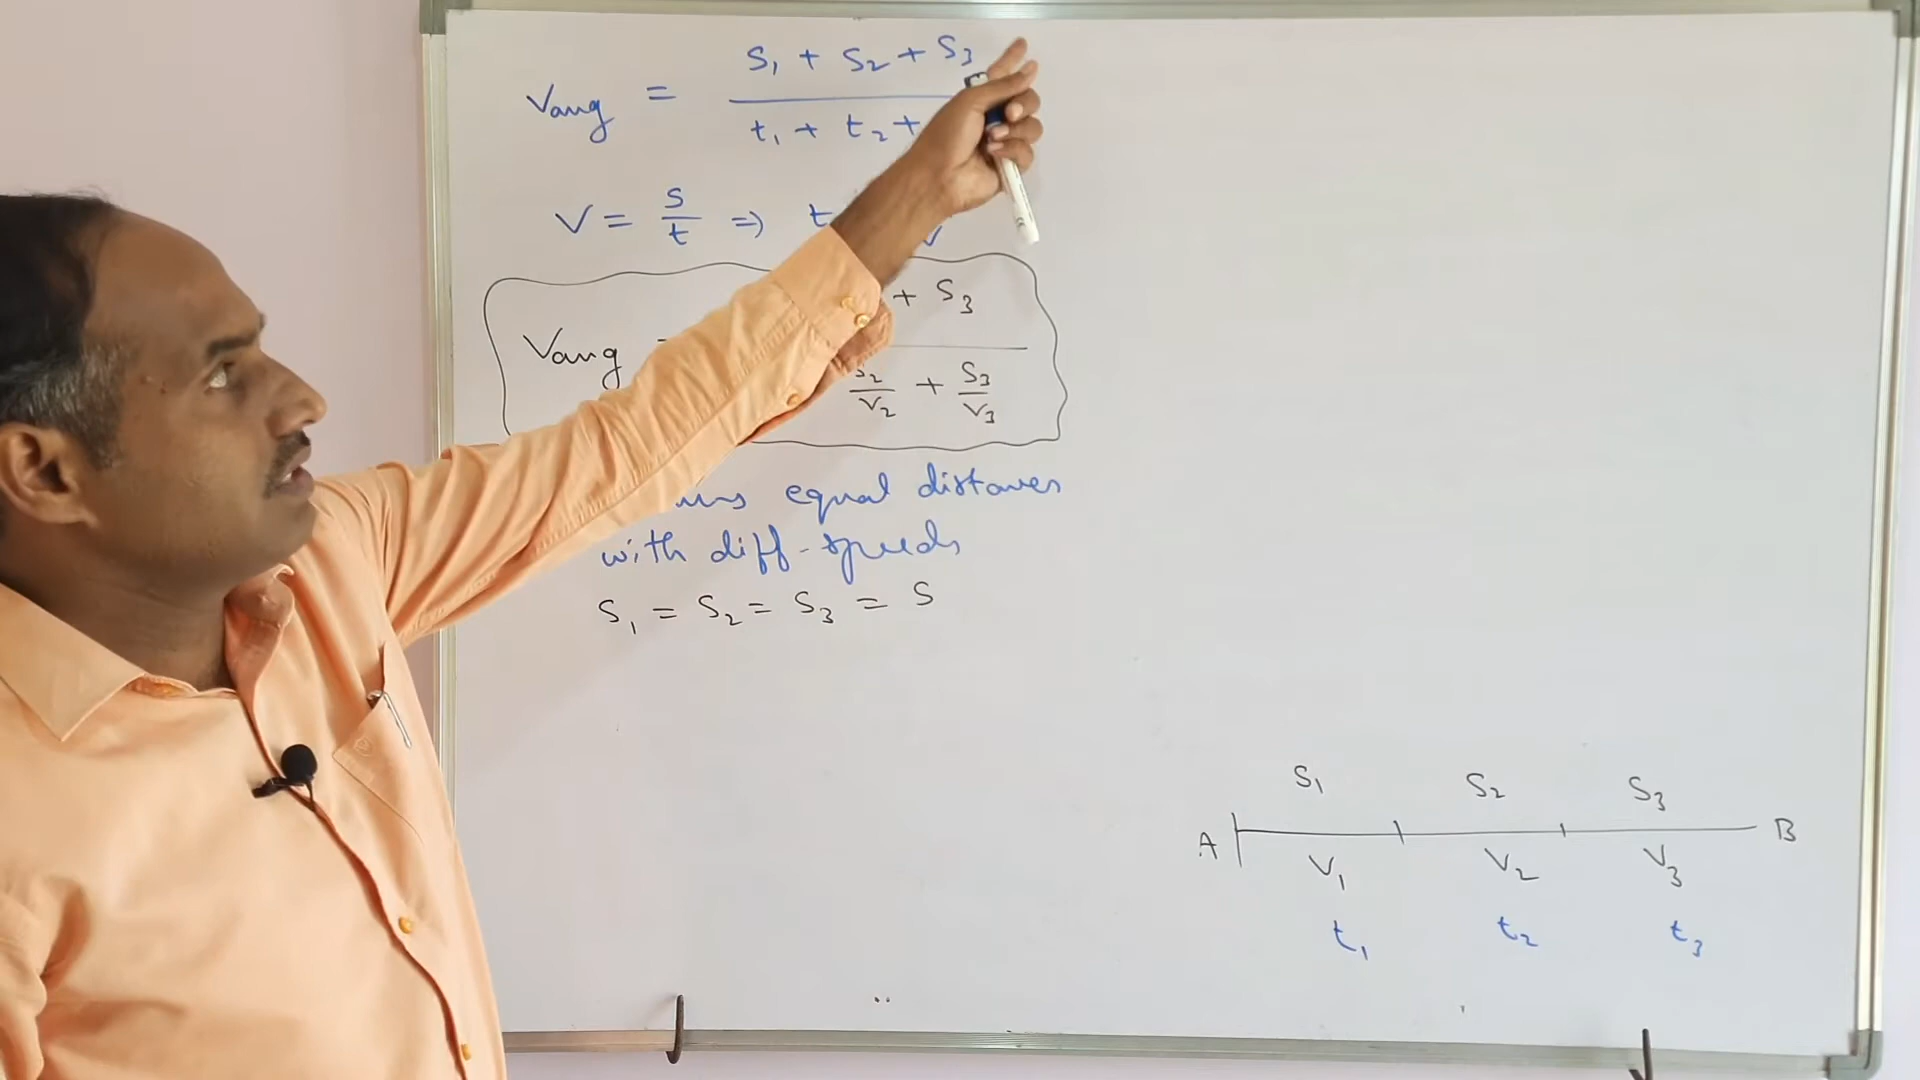 Vavg = S₁ + S₂ + S₃ / t₁ + t₂ +
V = S/t ⇒ t V
Vavg + S₃ / S₂/V₂ + S₃/V₃
equal distances
with diff-speeds
S₁ = S₂ = S₃ = S
S₁ S₂ S₃
A B
V₁ V₂ V₃
t₁ t₂ t₃